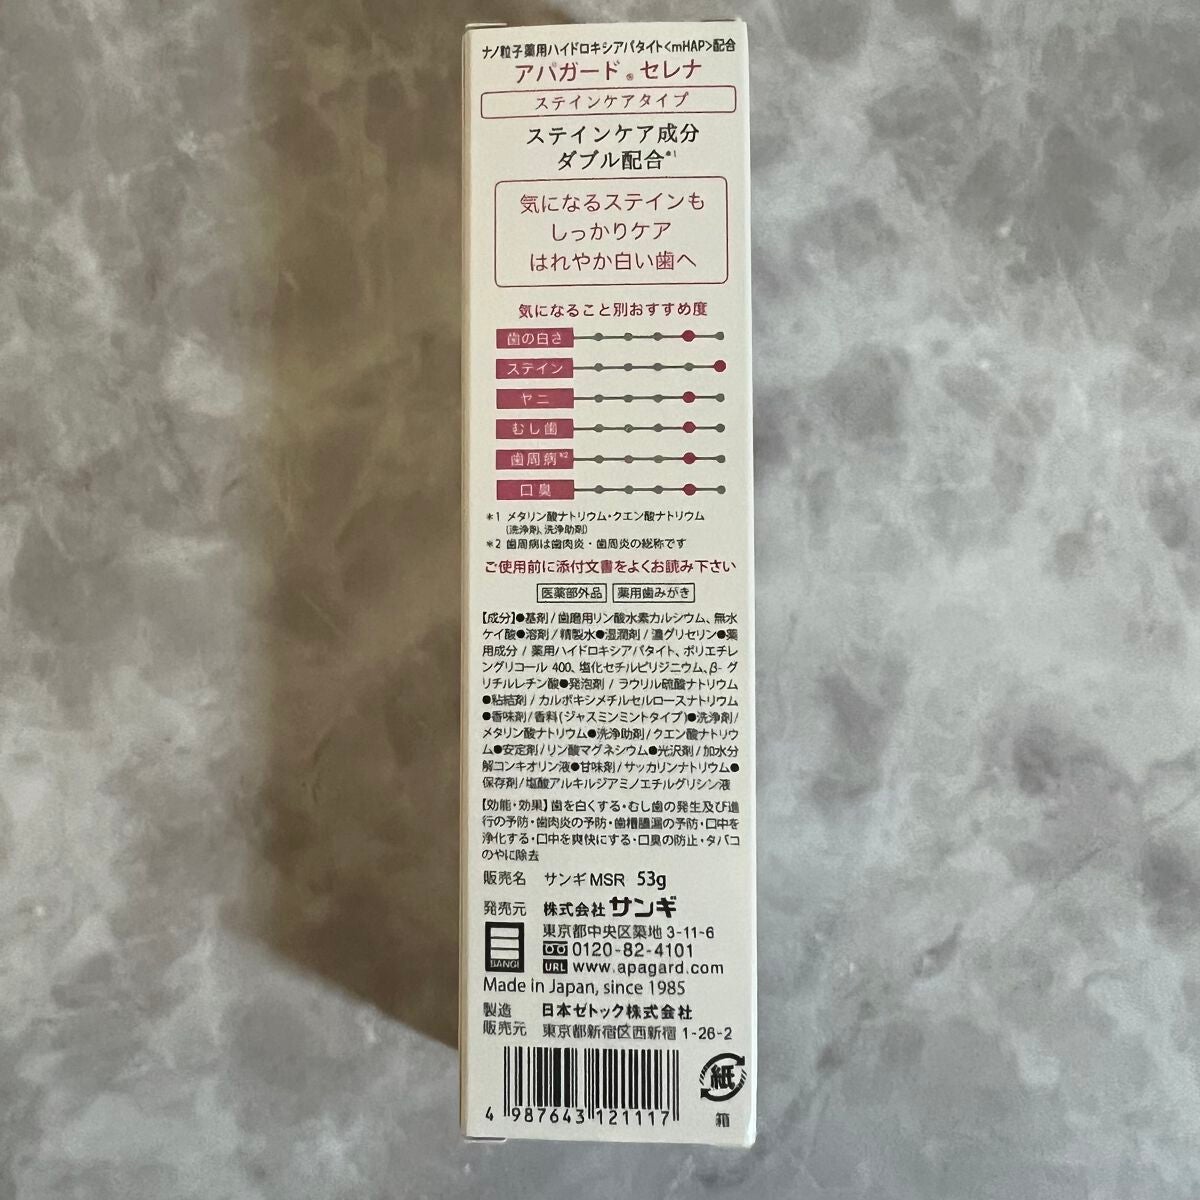 ナノ粒子薬用ハイドロキシアパタイト<mHAP>配合
アパガード®セレナ
ステインケアタイプ
ステインケア成分
ダブル配合*1
気になるステインも
しっかりケア
はれやか白い歯へ
気になること別おすすめ度
歯の白さ
ステイン
ヤニ
むし歯
歯周病*2
口臭
*1 メタリン酸ナトリウム・クエン酸ナトリウム
(洗浄剤、洗浄助剤)
*2 歯周病は歯肉炎・歯周炎の総称です
ご使用前に添付文書をよくお読み下さい
医薬部外品 薬用歯みがき
【成分】●基剤/歯磨用リン酸水素カルシウム、無水
ケイ酸●溶剤/精製水●湿潤剤/濃グリセリン●薬
用成分/薬用ハイドロキシアパタイト、ポリエチレ
ングリコール 400、塩化セチルピリジニウム、β-グ
リチルレチン酸●発泡剤/ラウリル硫酸ナトリウム
●粘結剤/カルボキシメチルセルロースナトリウム
●香味剤/香料(ジャスミンミントタイプ)●洗浄剤/
メタリン酸ナトリウム●洗浄助剤/クエン酸ナトリウ
ム●安定剤/リン酸マグネシウム●光沢剤/加水分
解コンキオリン液●甘味剤/サッカリンナトリウム●
保存剤/塩酸アルキルジアミノエチルグリシン液
【効能・効果】歯を白くする・むし歯の発生及び進
行の予防・歯肉炎の予防・歯槽膿漏の予防・口中を
浄化する・口中を爽快にする・口臭の防止・タバコ
のやに除去
販売名 サンギMSR 53g
発売元 株式会社サンギ
東京都中央区築地 3-11-6
0120-82-4101
SANGI URL www.apagard.com
Made in Japan, since 1985
製造販売元 日本ゼトック株式会社
東京都新宿区西新宿 1-26-2
4 987643 121117
紙
箱